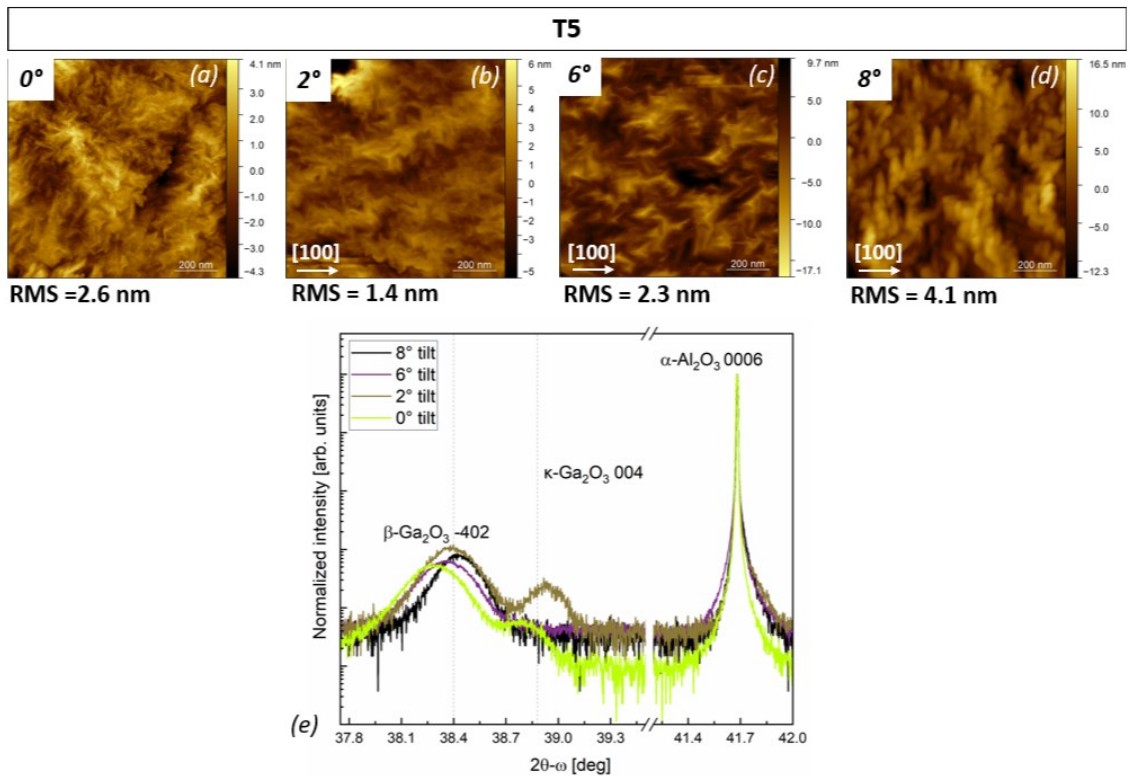 T5
0°
(a)
4.1 nm
3.0
2.0
1.0
0.0
−1.0
−2.0
−3.0
−4.3
200 nm
RMS =2.6 nm
2°
(b)
6 nm
4
3
2
1
0
−1
−2
−3
−5
[100]
200 nm
RMS = 1.4 nm
6°
(c)
9.7 nm
5.0
0.0
−5.0
−10.0
−17.1
[100]
200 nm
RMS = 2.3 nm
8°
(d)
16.5 nm
10.0
5.0
0.0
−5.0
−12.3
[100]
200 nm
RMS = 4.1 nm
8° tilt
6° tilt
2° tilt
0° tilt
α-Al₂O₃ 0006
κ-Ga₂O₃ 004
β-Ga₂O₃ -402
Normalized intensity [arb. units]
(e)
37.8 38.1 38.4 38.7 39.0 39.3 41.4 41.7 42.0
2θ-ω [deg]